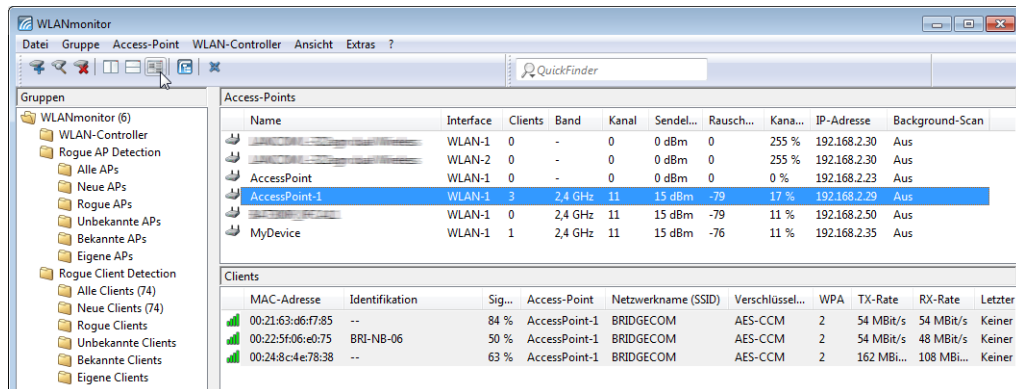 WLANmonitor
Datei Gruppe Access-Point WLAN-Controller Ansicht Extras ?
QuickFinder
Gruppen
WLANmonitor (6)
WLAN-Controller
Rogue AP Detection
Alle APs
Neue APs
Rogue APs
Unbekannte APs
Bekannte APs
Eigene APs
Rogue Client Detection
Alle Clients (74)
Neue Clients (74)
Rogue Clients
Unbekannte Clients
Bekannte Clients
Eigene Clients
Access-Points
Name Interface Clients Band Kanal Sendel... Rausch... Kana... IP-Adresse Background-Scan
WLAN-1 0 - 0 0 dBm 0 255 % 192.168.2.30 Aus
WLAN-2 0 - 0 0 dBm 0 255 % 192.168.2.30 Aus
AccessPoint WLAN-1 0 - 0 0 dBm 0 0 % 192.168.2.23 Aus
AccessPoint-1 WLAN-1 3 2,4 GHz 11 15 dBm -79 17 % 192.168.2.29 Aus
WLAN-1 0 2,4 GHz 11 15 dBm -79 11 % 192.168.2.50 Aus
MyDevice WLAN-1 1 2,4 GHz 11 15 dBm -76 11 % 192.168.2.35 Aus
Clients
MAC-Adresse Identifikation Sig... Access-Point Netzwerkname (SSID) Verschlüssel... WPA TX-Rate RX-Rate Letzter
00:21:63:d6:f7:85 -- 84 % AccessPoint-1 BRIDGECOM AES-CCM 2 54 MBit/s 54 MBit/s Keiner
00:22:5f:06:e0:75 BRI-NB-06 50 % AccessPoint-1 BRIDGECOM AES-CCM 2 54 MBit/s 48 MBit/s Keiner
00:24:8c:4e:78:38 -- 63 % AccessPoint-1 BRIDGECOM AES-CCM 2 162 MBi... 108 MBi... Keiner